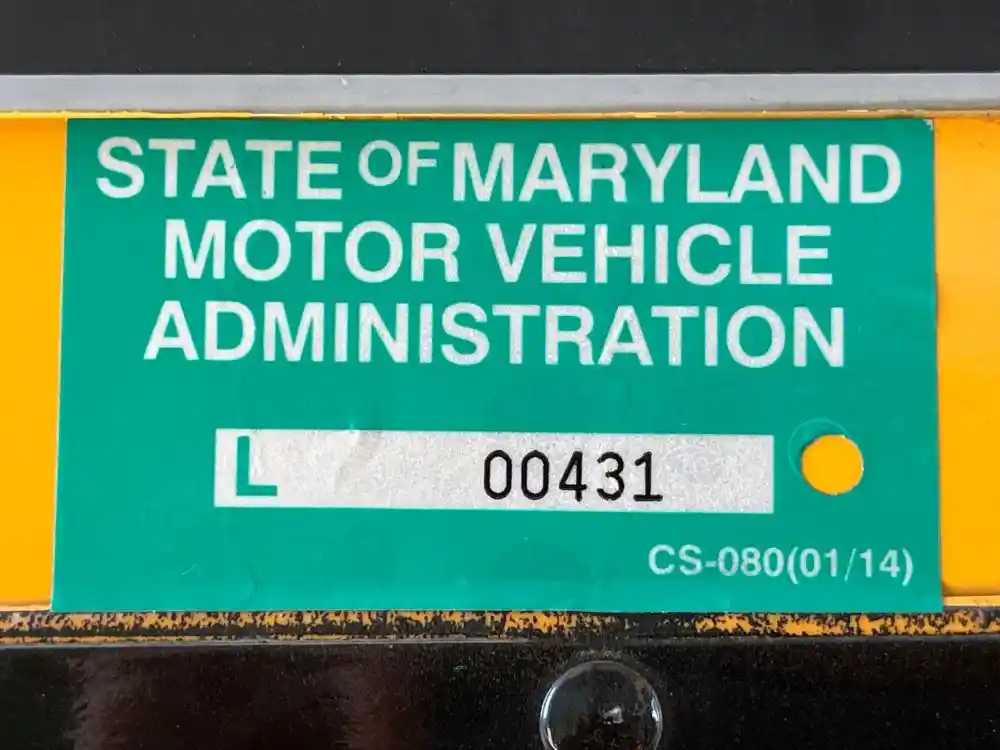 STATE OF MARYLAND
MOTOR VEHICLE
ADMINISTRATION
L 00431
CS-080(01/14)